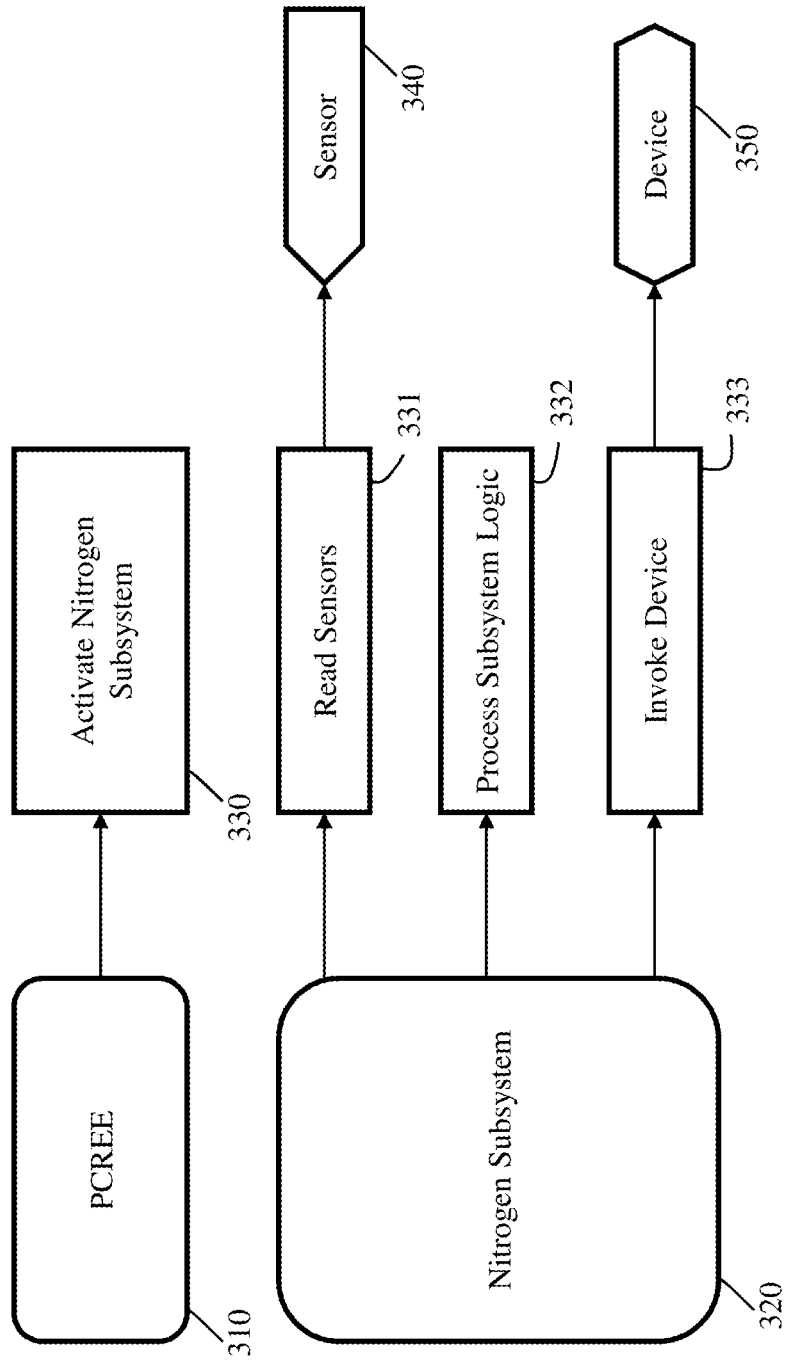 PCREE
310
Activate Nitrogen
Subsystem
330
Nitrogen Subsystem
320
Read Sensors
331
Sensor
340
Process Subsystem Logic
332
Invoke Device
333
Device
350